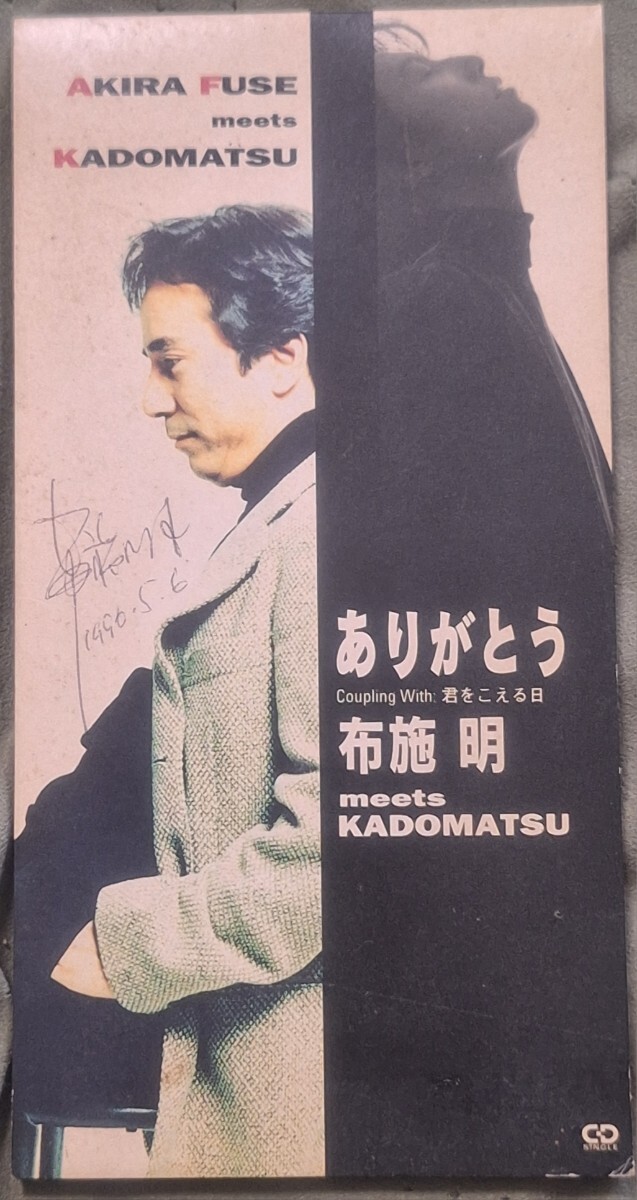 AKIRA FUSE
meets
KADOMATSU
1996.5.6
ありがとう
Coupling With: 君をこえる日
布施 明
meets
KADOMATSU
CD
SINGLE